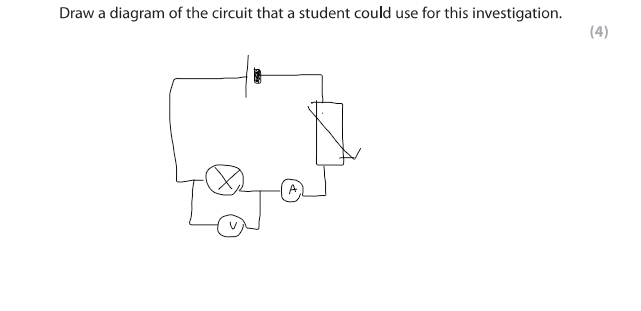 Draw a diagram of the circuit that a student could use for this investigation.
(4)
A
V